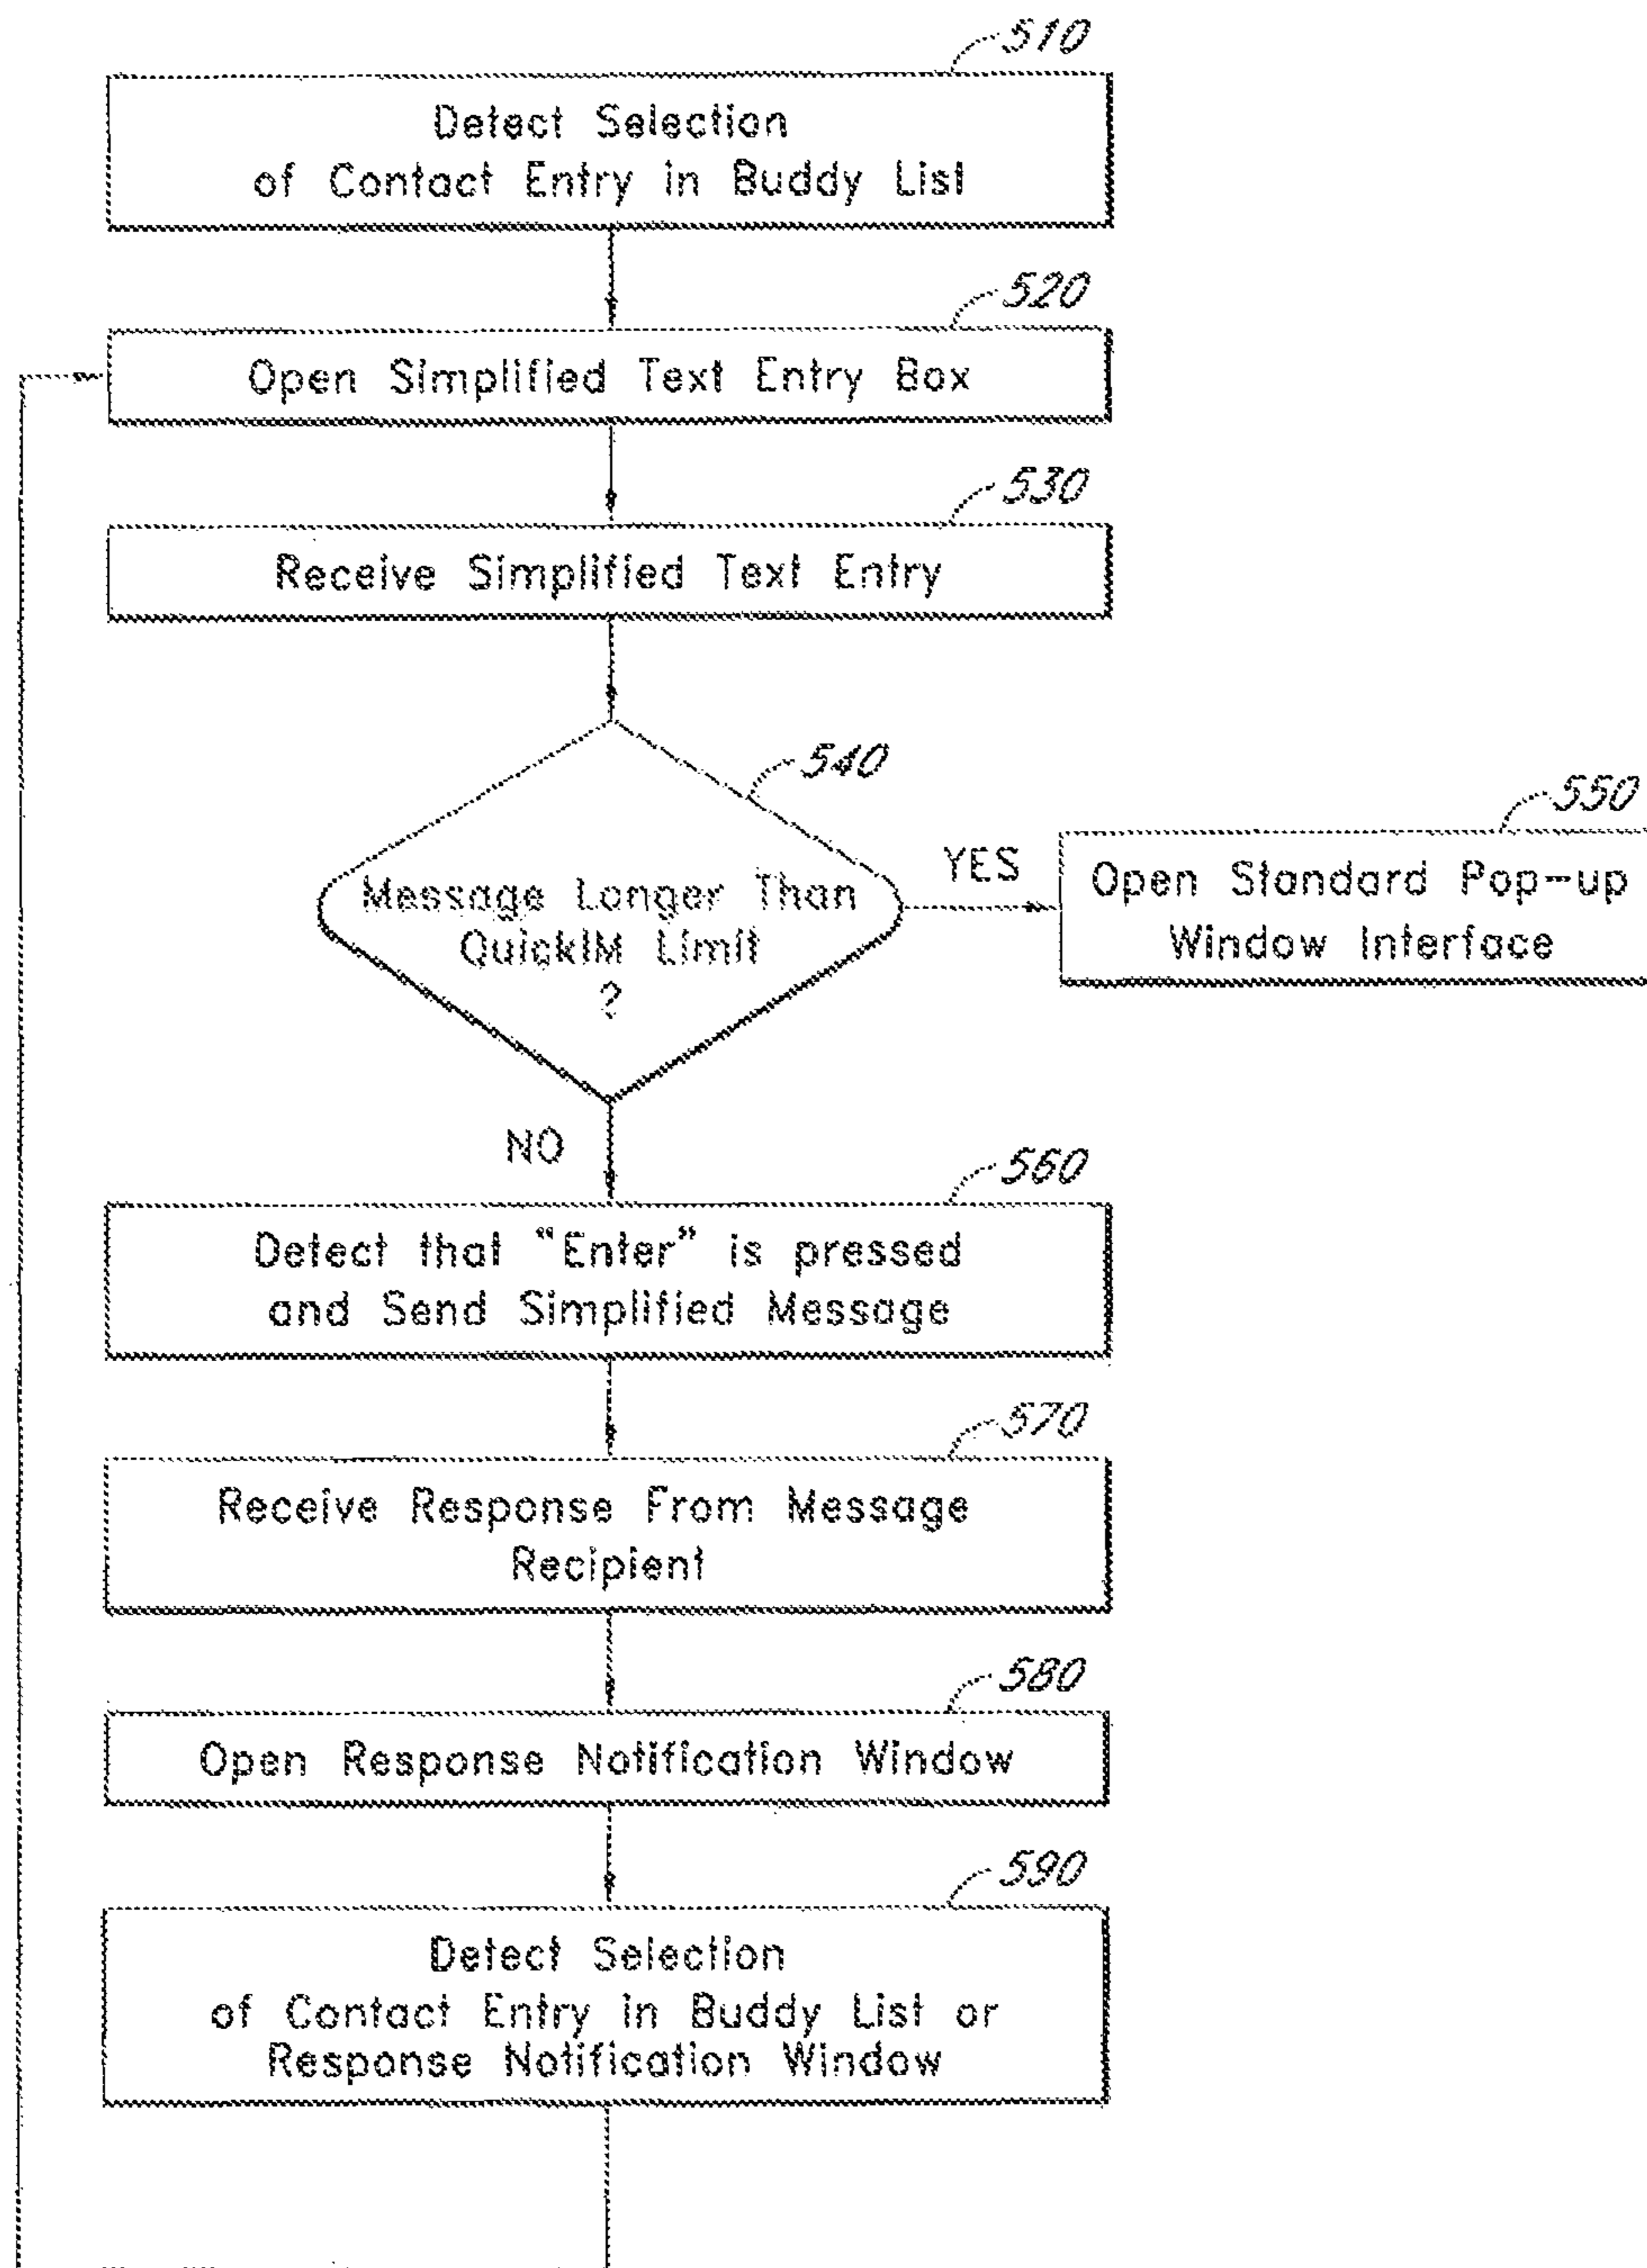 510
Detect Selection
of Contact Entry in Buddy List
520
Open Simplified Text Entry Box
530
Receive Simplified Text Entry
540
Message Longer Than
QuickIM Limit
?
YES
550
Open Standard Pop-up
Window Interface
NO
560
Detect that "Enter" is pressed
and Send Simplified Message
570
Receive Response From Message
Recipient
580
Open Response Notification Window
590
Detect Selection
of Contact Entry in Buddy List or
Response Notification Window